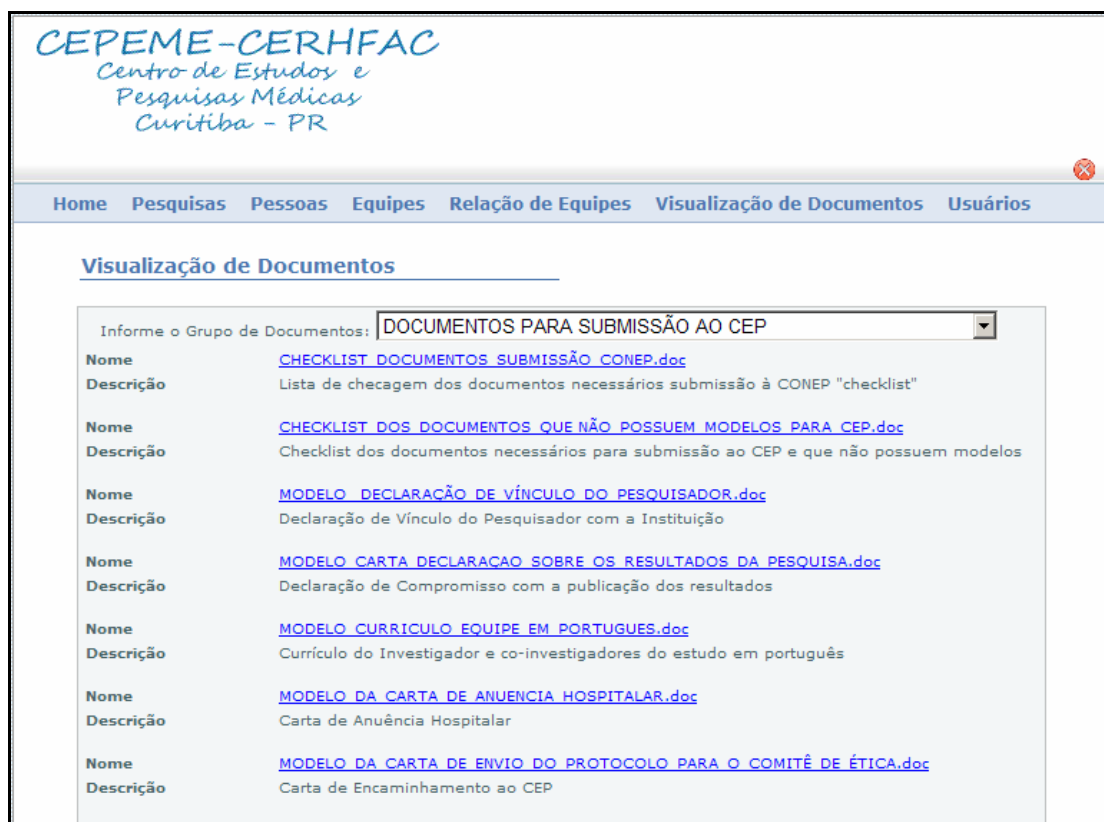 CEPEME-CERHFAC
Centro de Estudos e
Pesquisas Médicas
Curitiba - PR
Home Pesquisas Pessoas Equipes Relação de Equipes Visualização de Documentos Usuários
Visualização de Documentos
Informe o Grupo de Documentos: DOCUMENTOS PARA SUBMISSÃO AO CEP
Nome CHECKLIST DOCUMENTOS SUBMISSÃO CONEP.doc
Descrição Lista de checagem dos documentos necessários submissão à CONEP "checklist"
Nome CHECKLIST DOS DOCUMENTOS QUE NÃO POSSUEM MODELOS PARA CEP.doc
Descrição Checklist dos documentos necessários para submissão ao CEP e que não possuem modelos
Nome MODELO DECLARAÇÃO DE VÍNCULO DO PESQUISADOR.doc
Descrição Declaração de Vínculo do Pesquisador com a Instituição
Nome MODELO CARTA DECLARAÇAO SOBRE OS RESULTADOS DA PESQUISA.doc
Descrição Declaração de Compromisso com a publicação dos resultados
Nome MODELO CURRICULO EQUIPE EM PORTUGUES.doc
Descrição Currículo do Investigador e co-investigadores do estudo em português
Nome MODELO DA CARTA DE ANUENCIA HOSPITALAR.doc
Descrição Carta de Anuência Hospitalar
Nome MODELO DA CARTA DE ENVIO DO PROTOCOLO PARA O COMITÊ DE ÉTICA.doc
Descrição Carta de Encaminhamento ao CEP